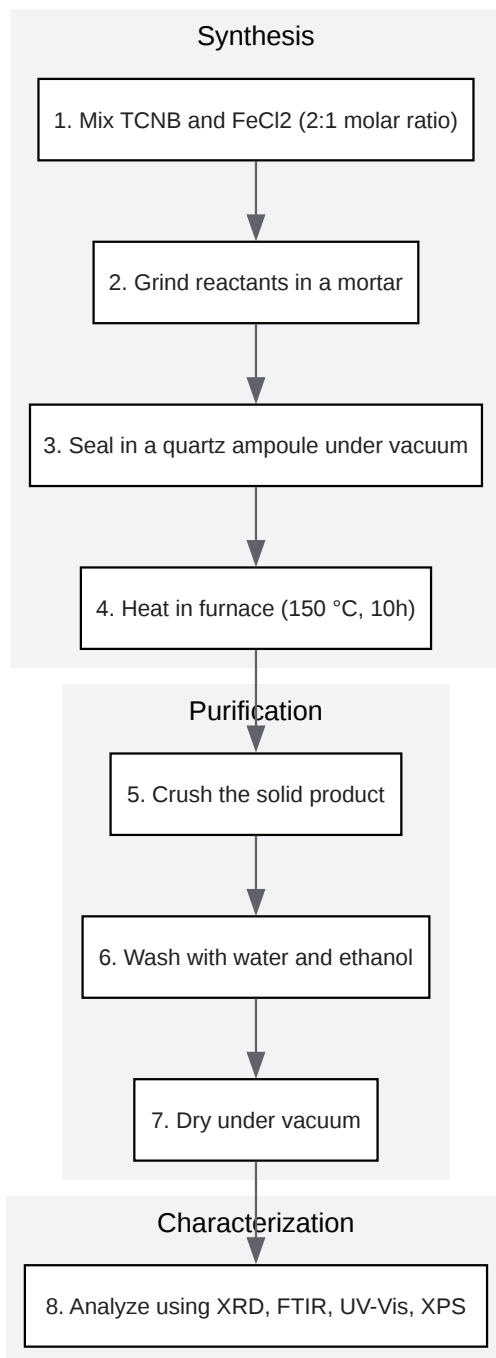 Synthesis
1. Mix TCNB and FeCl2 (2:1 molar ratio)
2. Grind reactants in a mortar
3. Seal in a quartz ampoule under vacuum
4. Heat in furnace (150 °C, 10h)
Purification
5. Crush the solid product
6. Wash with water and ethanol
7. Dry under vacuum
Characterization
8. Analyze using XRD, FTIR, UV-Vis, XPS